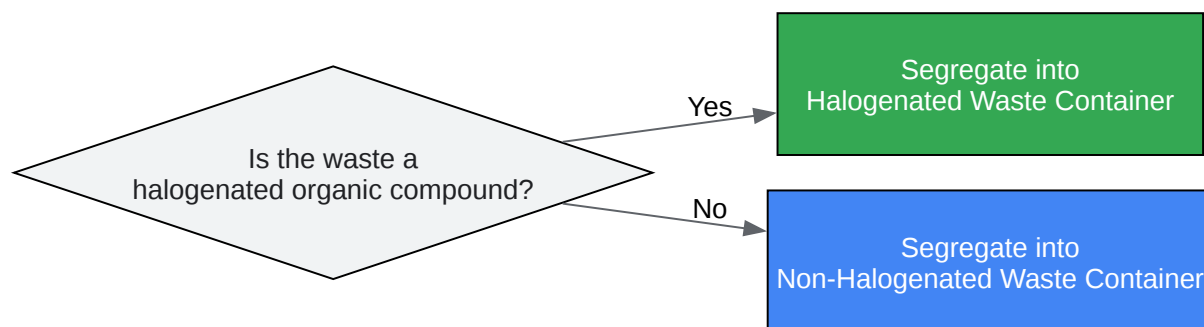 Is the waste a
halogenated organic compound?
Yes
Segregate into
Halogenated Waste Container
No
Segregate into
Non-Halogenated Waste Container